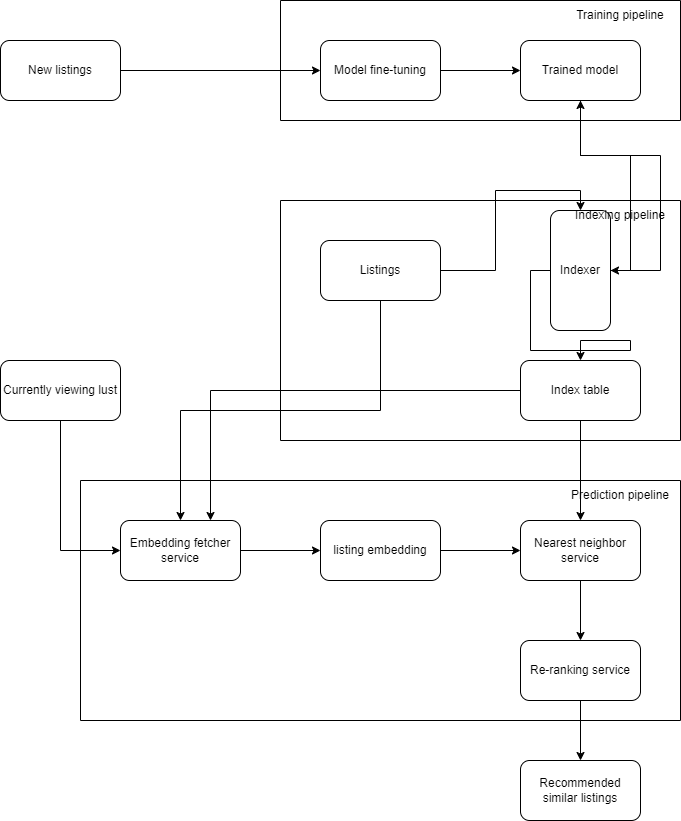 Training pipeline
New listings
Model fine-tuning
Trained model
Indexing pipeline
Listings
Indexer
Currently viewing lust
Index table
Prediction pipeline
Embedding fetcher
service
listing embedding
Nearest neighbor
service
Re-ranking service
Recommended
similar listings